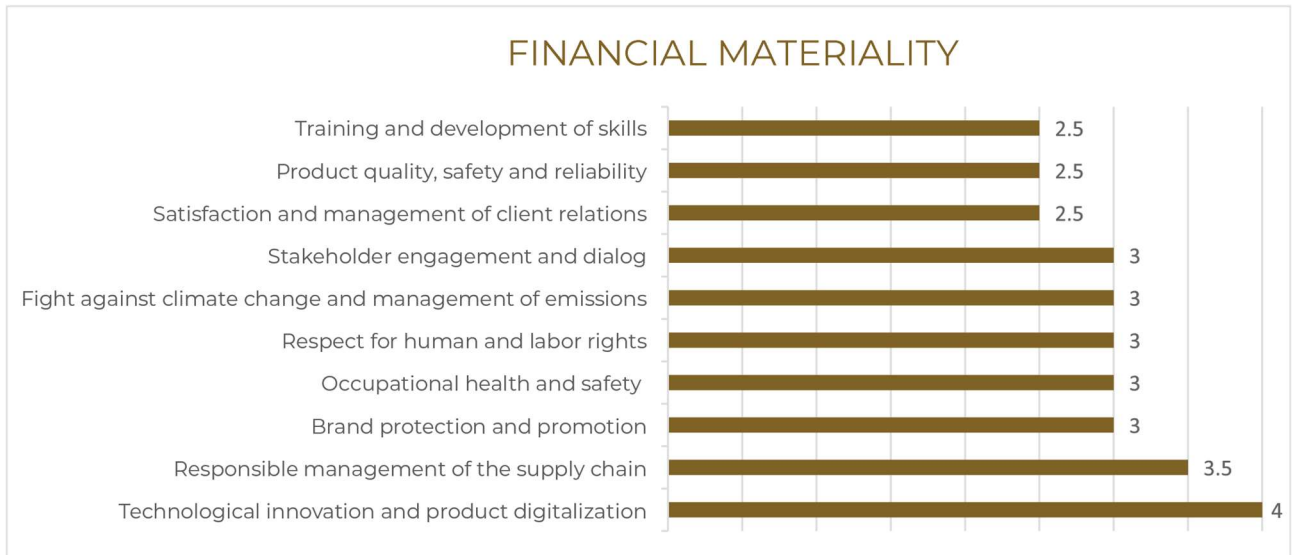 FINANCIAL MATERIALITY
Training and development of skills 2.5
Product quality, safety and reliability 2.5
Satisfaction and management of client relations 2.5
Stakeholder engagement and dialog 3
Fight against climate change and management of emissions 3
Respect for human and labor rights 3
Occupational health and safety 3
Brand protection and promotion 3
Responsible management of the supply chain 3.5
Technological innovation and product digitalization 4